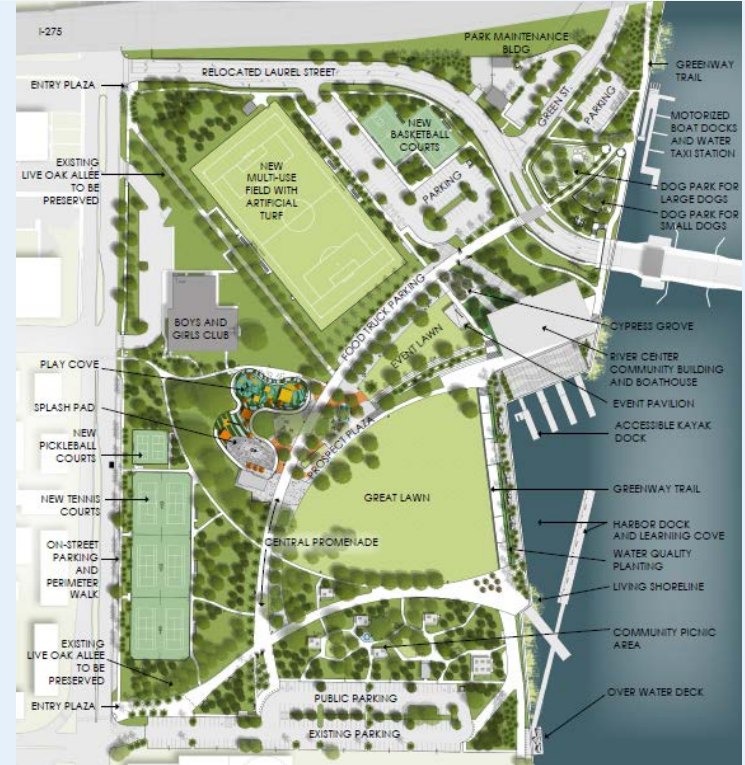 I-275
RELOCATED LAUREL STREET
PARK MAINTENANCE
BLDG
GREEN ST.
PARKING
NEW
BASKETBALL
COURTS
PARKING
NEW
MULTI-USE
FIELD WITH
ARTIFICIAL
TURF
FOOD TRUCK PARKING
EVENT LAWN
BOYS AND
GIRLS CLUB
PROSPECT PLAZA
GREAT LAWN
CENTRAL PROMENADE
PUBLIC PARKING
EXISTING PARKING
ENTRY PLAZA
EXISTING
LIVE OAK ALLEE
TO BE
PRESERVED
PLAY COVE
SPLASH PAD
NEW
PICKLEBALL
COURTS
NEW TENNIS
COURTS
ON-STREET
PARKING
AND
PERIMETER
WALK
EXISTING
LIVE OAK ALLEE
TO BE
PRESERVED
ENTRY PLAZA
GREENWAY
TRAIL
MOTORIZED
BOAT DOCKS
AND WATER
TAXI STATION
DOG PARK FOR
LARGE DOGS
DOG PARK FOR
SMALL DOGS
CYPRESS GROVE
RIVER CENTER
COMMUNITY BUILDING
AND BOATHOUSE
EVENT PAVILION
ACCESSIBLE KAYAK
DOCK
GREENWAY TRAIL
HARBOR DOCK
AND LEARNING COVE
WATER QUALITY
PLANTING
LIVING SHORELINE
COMMUNITY PICNIC
AREA
OVER WATER DECK